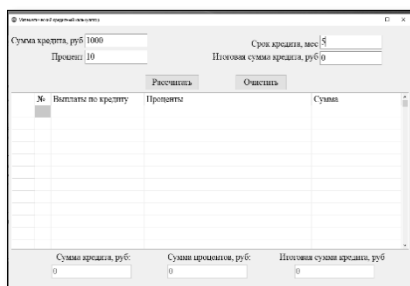 Сумма кредита, руб 1000 Срок кредита, мес 5
Процент 10 Итоговая сумма кредита, руб 0
Рассчитать Очистить
№ Выплаты по кредиту Проценты Сумма
Сумма кредита, руб: Сумма процентов, руб: Итоговая сумма кредита, руб
0 0 0